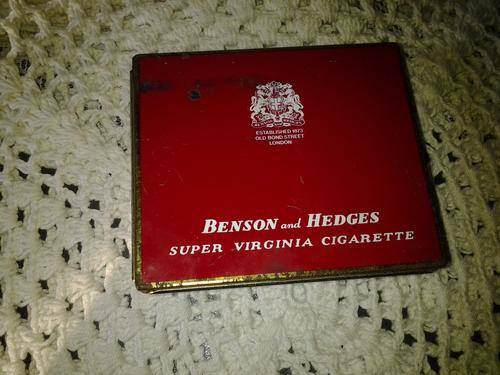 ESTABLISHED 1873
OLD BOND STREET
LONDON
BENSON and HEDGES
SUPER VIRGINIA CIGARETTE